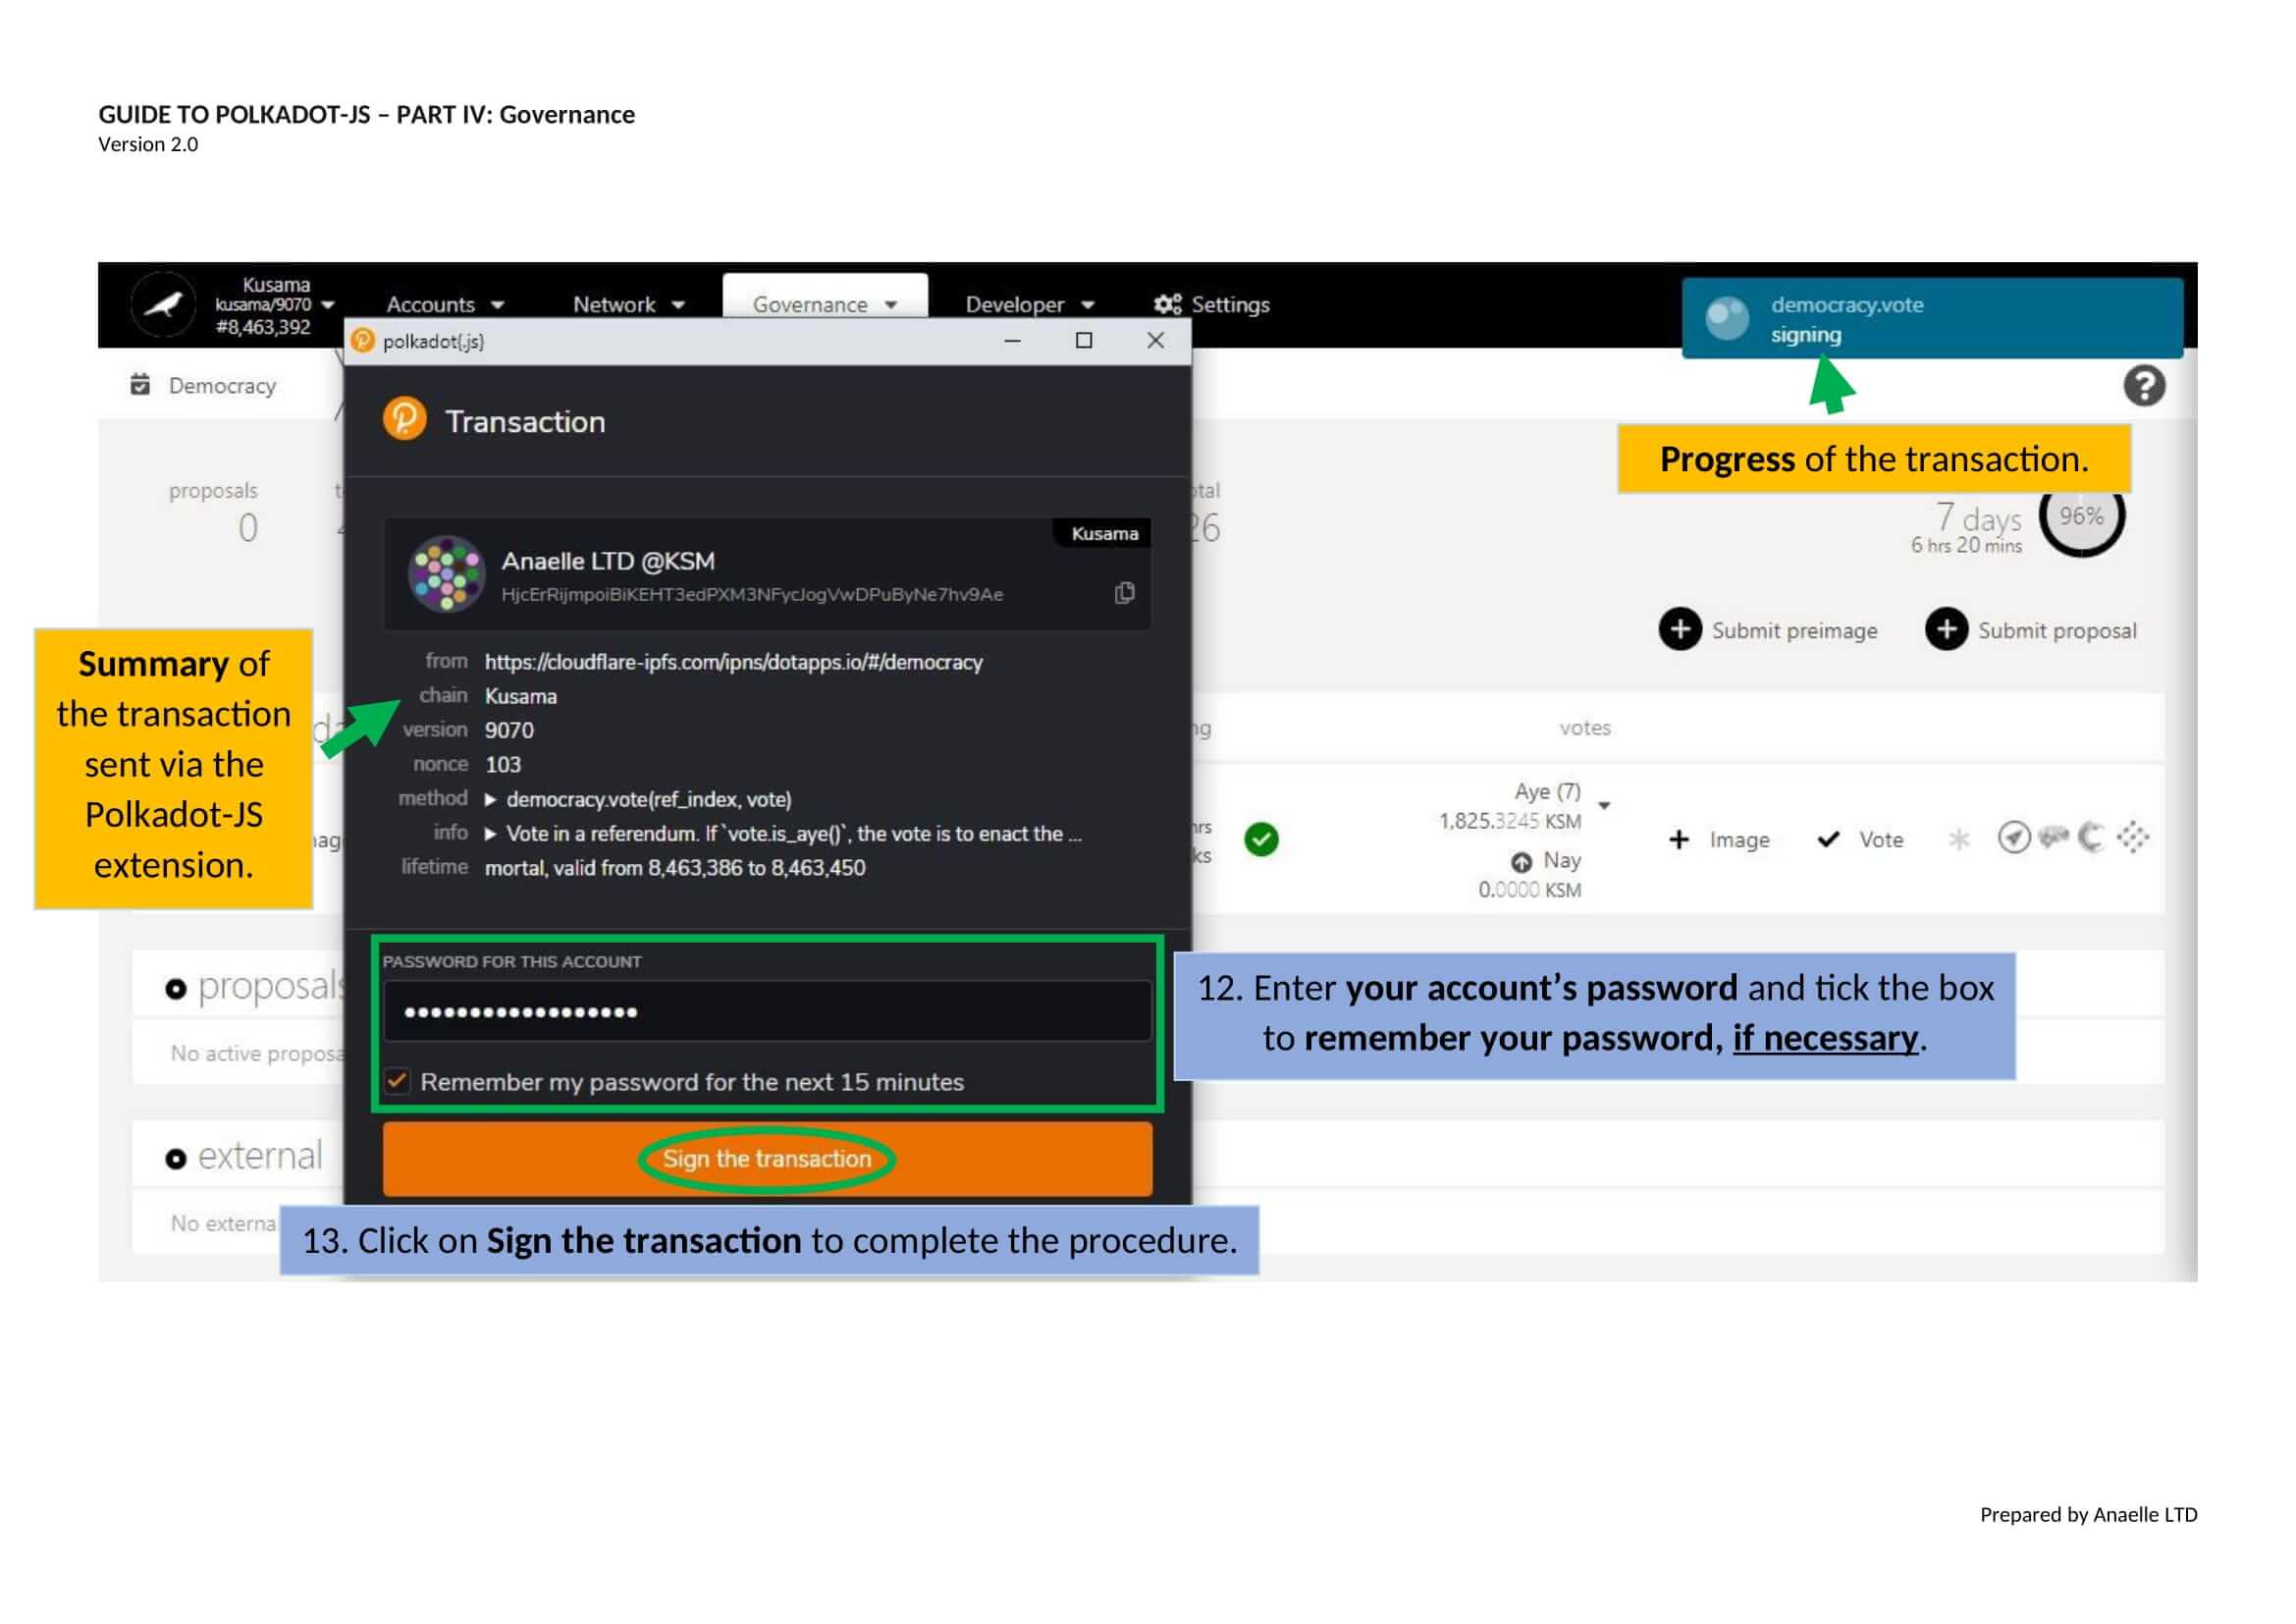 GUIDE TO POLKADOT-JS – PART IV: Governance
Version 2.0
Kusama
kusama/9070
#8,463,392
Accounts
Network
Governance
Developer
Settings
democracy.vote
signing
polkadot{.js}
Democracy
Progress of the transaction.
Transaction
proposals
0
26
7 days
6 hrs 20 mins
96%
Kusama
Anaelle LTD @KSM
HjcErRijmpoiBiKEHT3edPXM3NFycJogVwDPuByNe7hv9Ae
Submit preimage
Submit proposal
Summary of
the transaction
sent via the
Polkadot-JS
extension.
from https://cloudflare-ipfs.com/ipns/dotapps.io/#/democracy
chain Kusama
version 9070
nonce 103
method democracy.vote(ref_index, vote)
info Vote in a referendum. If `vote.is_aye()`, the vote is to enact the ...
lifetime mortal, valid from 8,463,386 to 8,463,450
votes
Aye (7)
1,825.3245 KSM
Nay
0.0000 KSM
Image
Vote
PASSWORD FOR THIS ACCOUNT
Remember my password for the next 15 minutes
12. Enter your account's password and tick the box
to remember your password, if necessary.
proposals
No active
external
No
Sign the transaction
13. Click on Sign the transaction to complete the procedure.
Prepared by Anaelle LTD